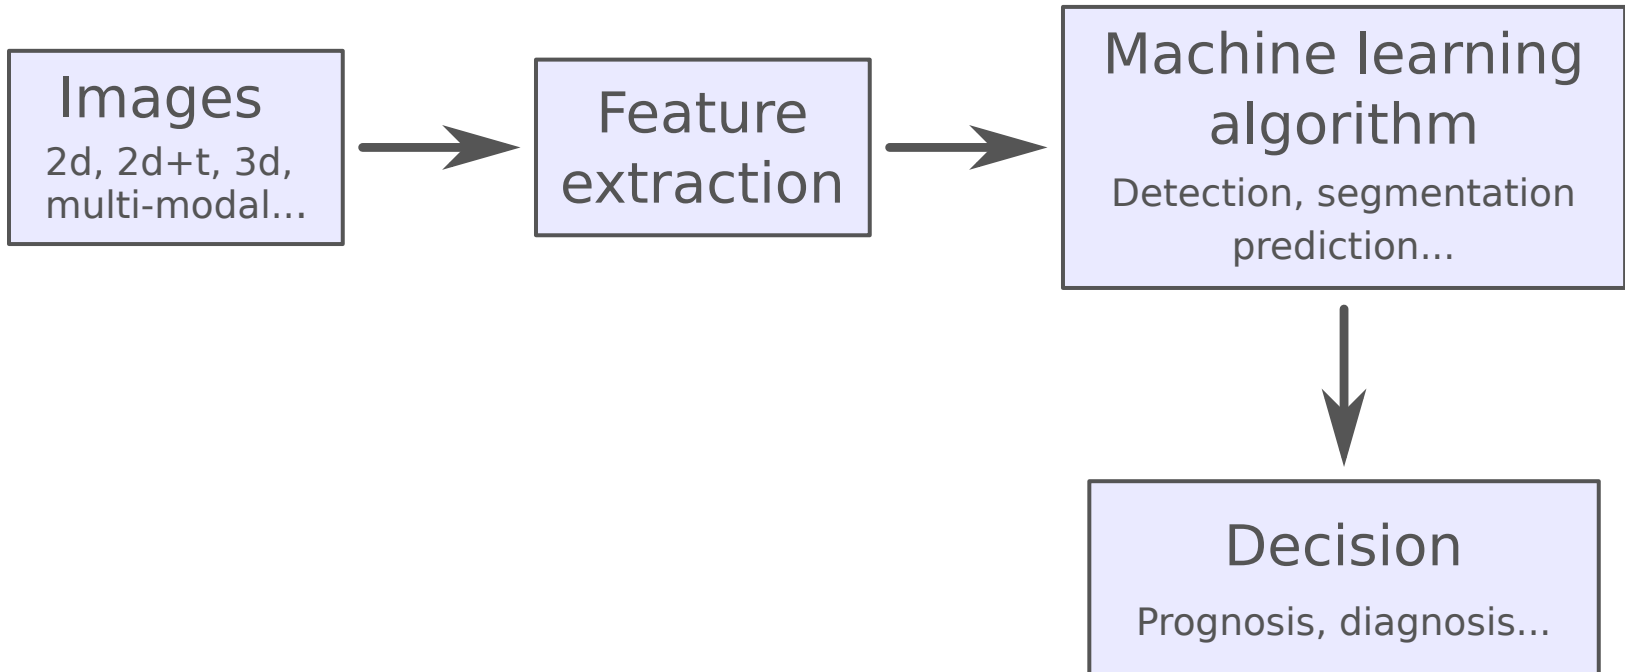 Images
2d, 2d+t, 3d,
multi-modal...
Feature
extraction
Machine learning
algorithm
Detection, segmentation
prediction...
Decision
Prognosis, diagnosis...